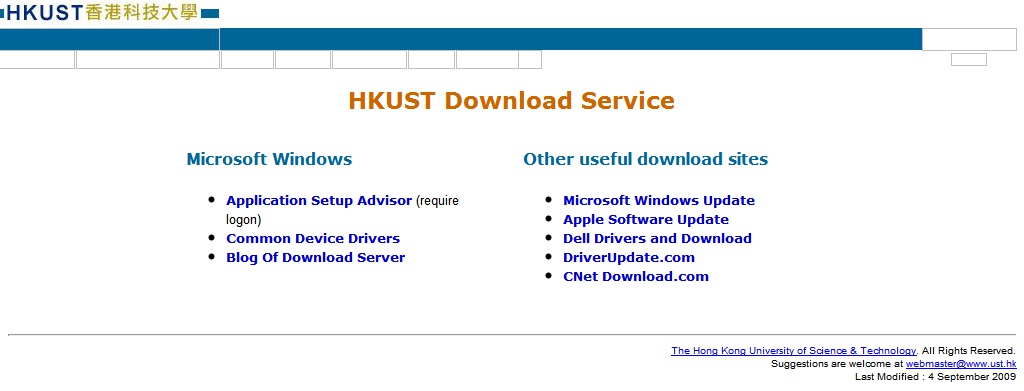 HKUST香港科技大學
HKUST Download Service
Microsoft Windows
Application Setup Advisor (require
logon)
Common Device Drivers
Blog Of Download Server
Other useful download sites
Microsoft Windows Update
Apple Software Update
Dell Drivers and Download
DriverUpdate.com
CNet Download.com
The Hong Kong University of Science & Technology. All Rights Reserved.
Suggestions are welcome at webmaster@www.ust.hk
Last Modified : 4 September 2009